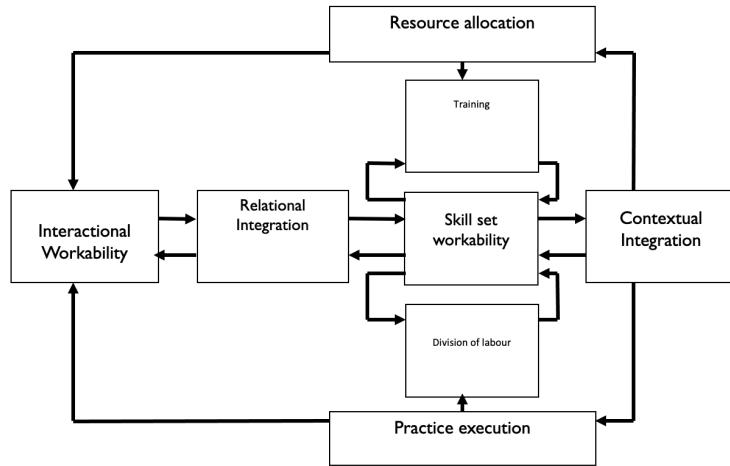 Resource allocation
Training
Interactional
Workability
Relational
Integration
Skill set
workability
Contextual
Integration
Division of labour
Practice execution